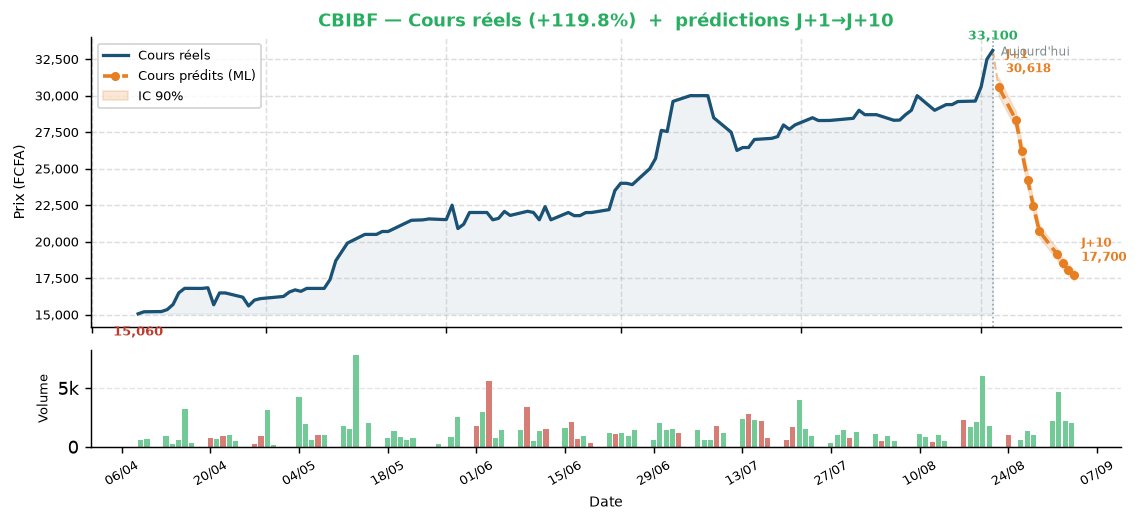 CBIBF — Cours réels (+119.8%) + prédictions J+1→J+10
Cours réels
Cours prédits (ML)
IC 90%
33,100
Aujourd'hui
J+1
30,618
J+10
17,700
15,060
Prix (FCFA)
32,500
30,000
27,500
25,000
22,500
20,000
17,500
15,000
Volume
5k
0
06/04
20/04
04/05
18/05
01/06
15/06
29/06
13/07
27/07
10/08
24/08
07/09
Date